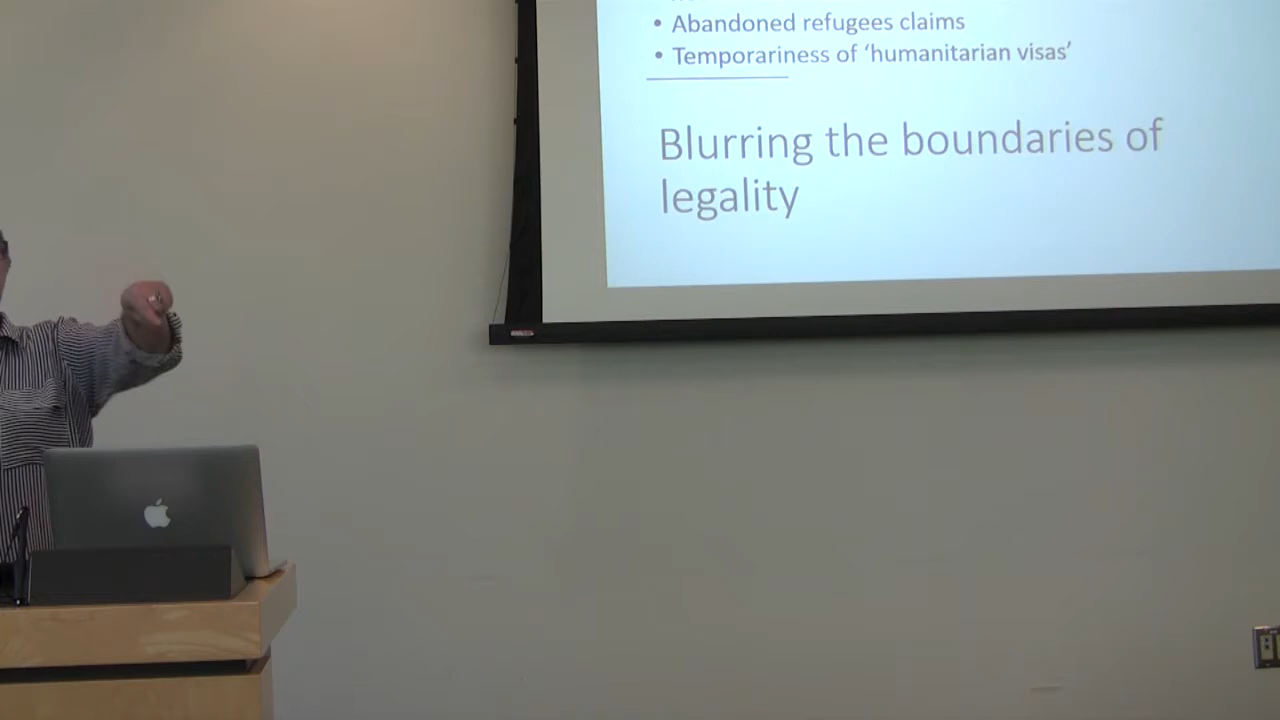 • Abandoned refugees claims
• Temporariness of ‘humanitarian visas’
Blurring the boundaries of
legality